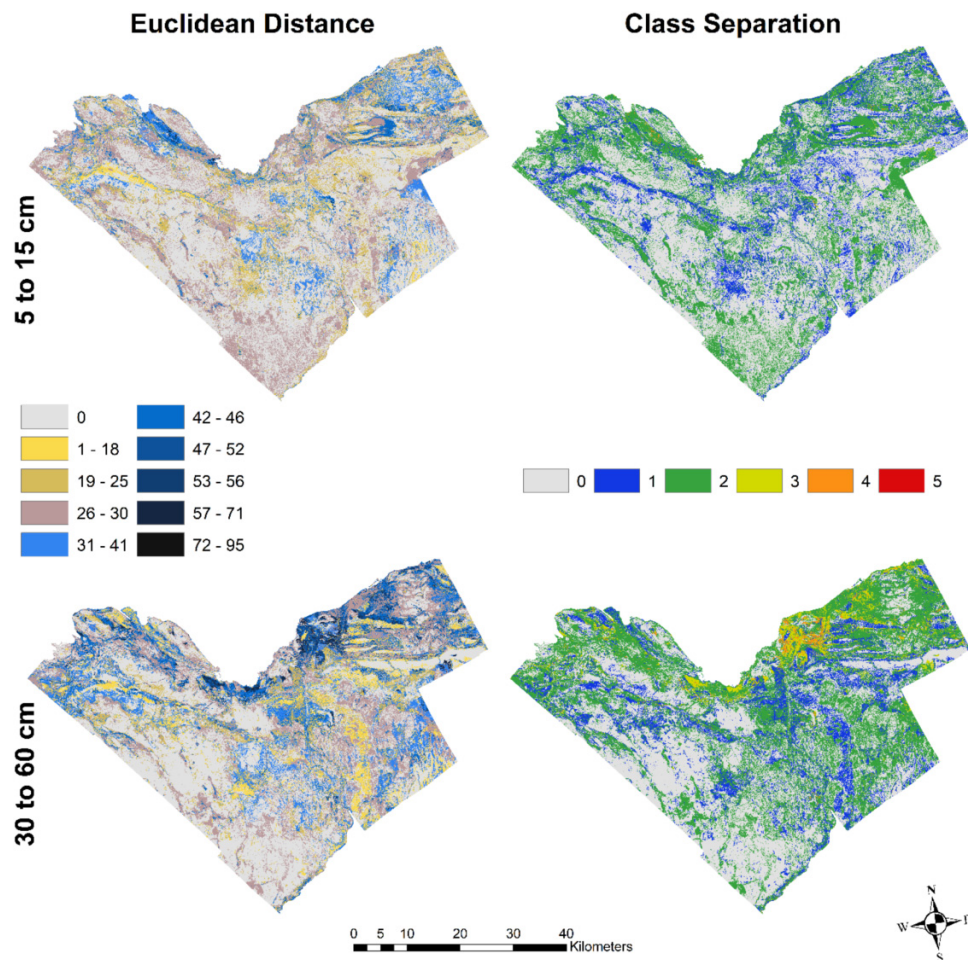 Euclidean Distance
Class Separation
5 to 15 cm
0
42 - 46
1 - 18
47 - 52
19 - 25
53 - 56
26 - 30
57 - 71
31 - 41
72 - 95
0 1 2 3 4 5
30 to 60 cm
N
W
E
S
0 5 10 20 30 40
Kilometers